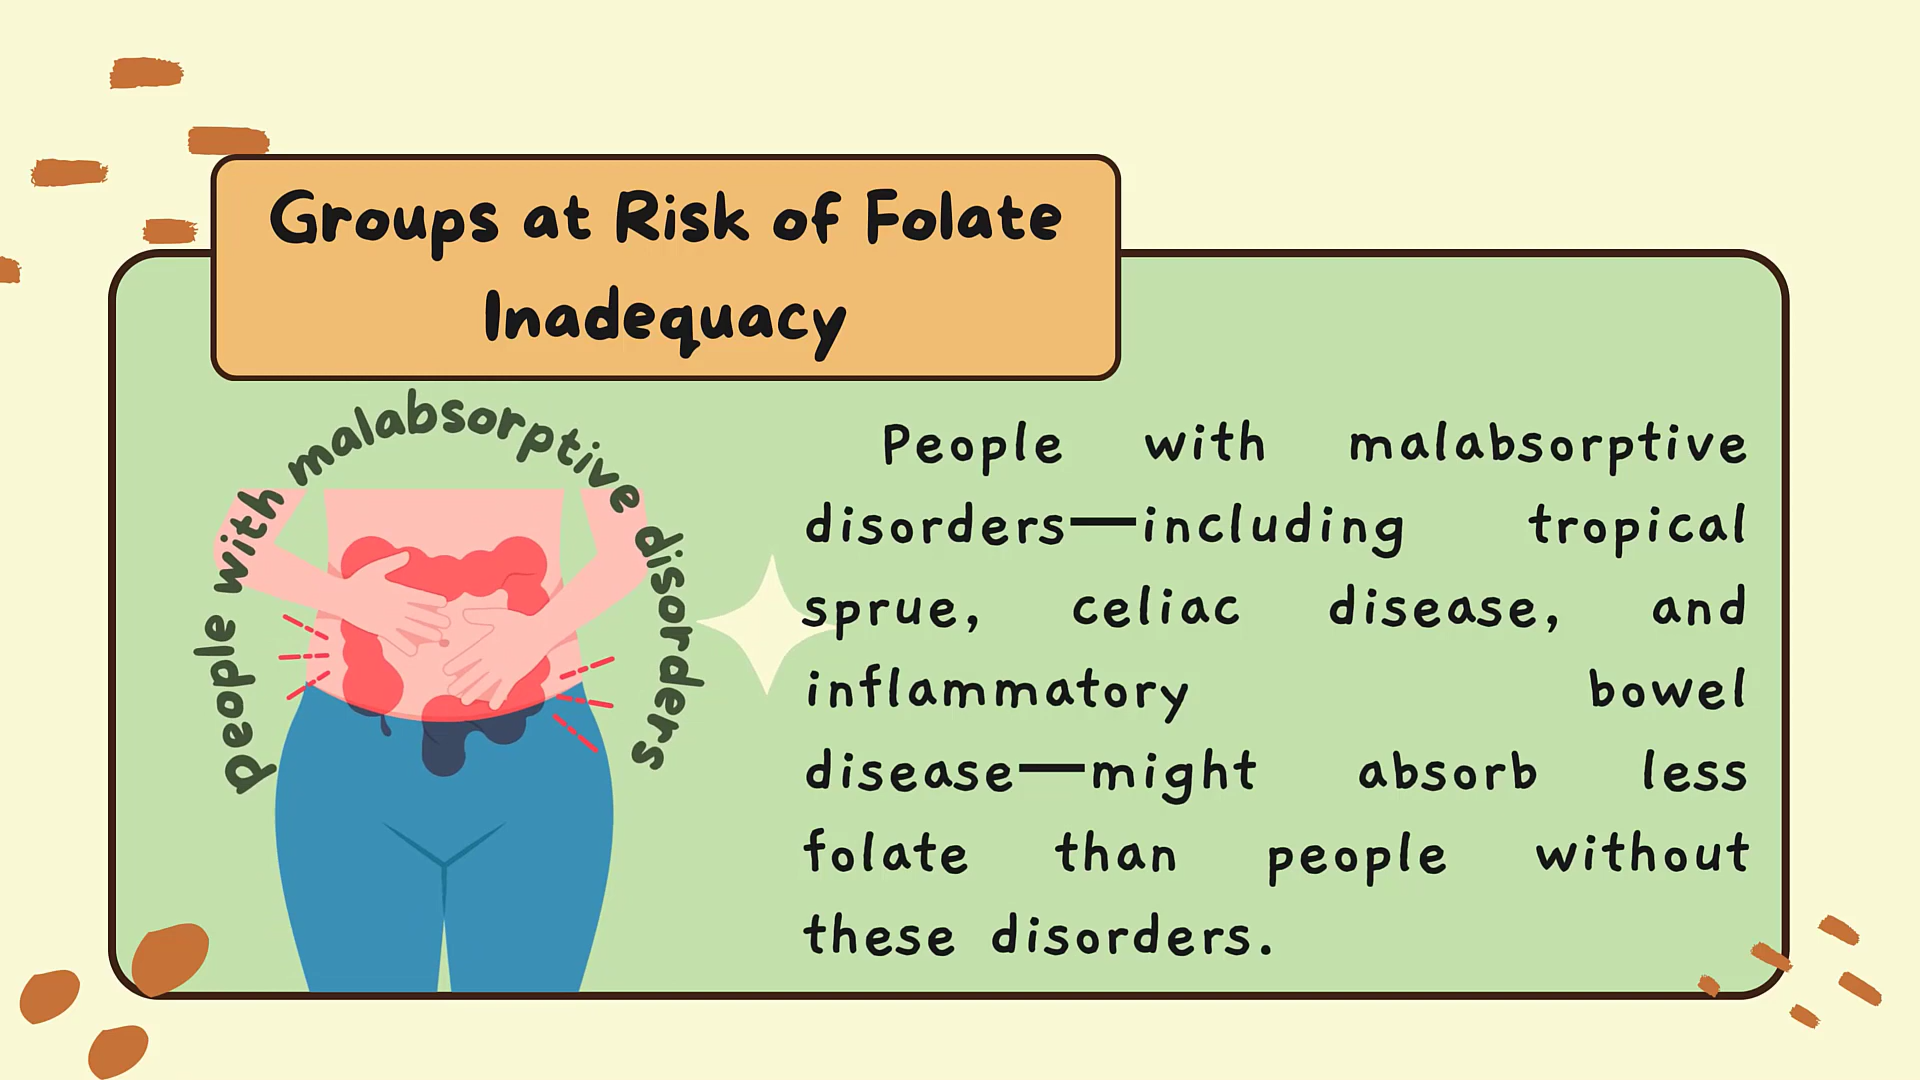 Groups at Risk of Folate
Inadequacy
people with malabsorptive disorders
People with malabsorptive
disorders—including tropical
sprue, celiac disease, and
inflammatory bowel
disease—might absorb less
folate than people without
these disorders.